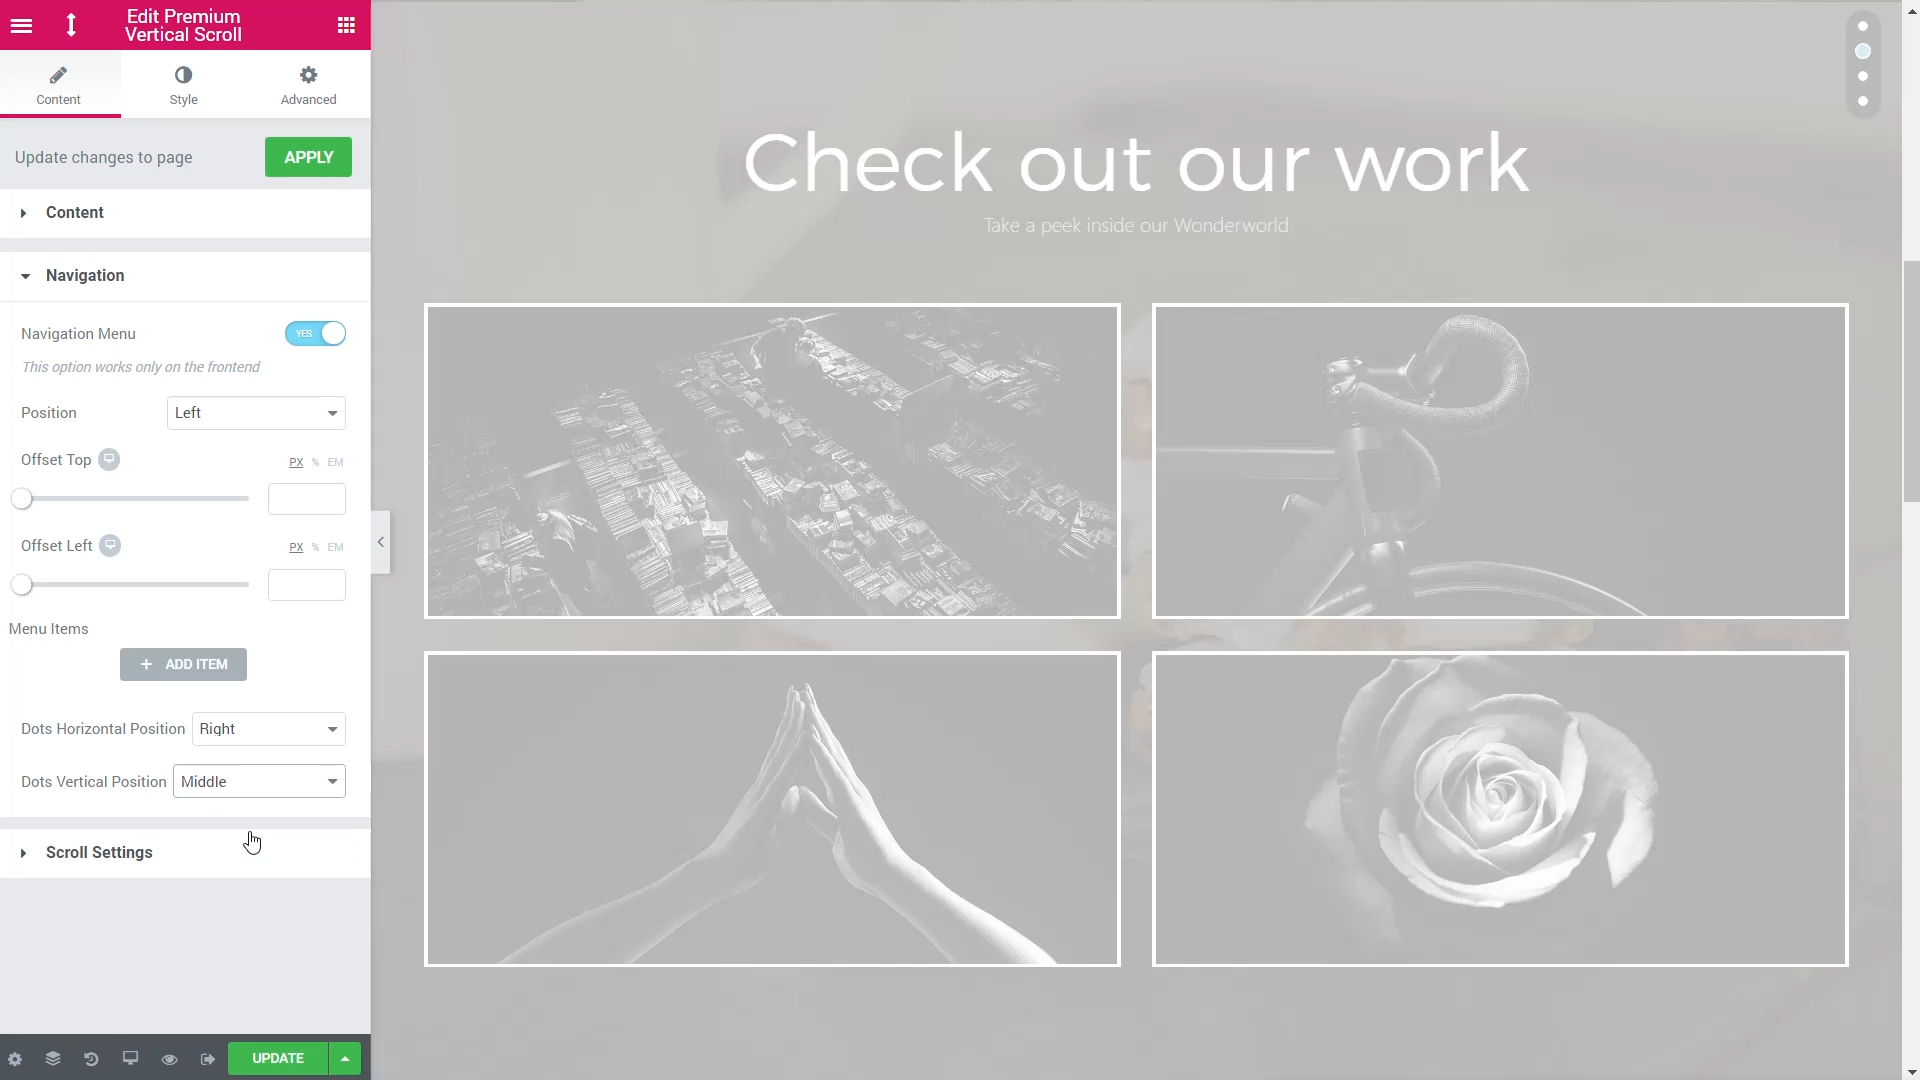 Edit Premium
Vertical Scroll
Content
Style
Advanced
Update changes to page
APPLY
Content
Navigation
Navigation Menu
YES
This option works only on the frontend
Position
Left
Offset Top
PX % EM
Offset Left
PX % EM
Menu Items
+ ADD ITEM
Dots Horizontal Position
Right
Dots Vertical Position
Middle
Scroll Settings
UPDATE
Check out our work
Take a peek inside our Wonderworld